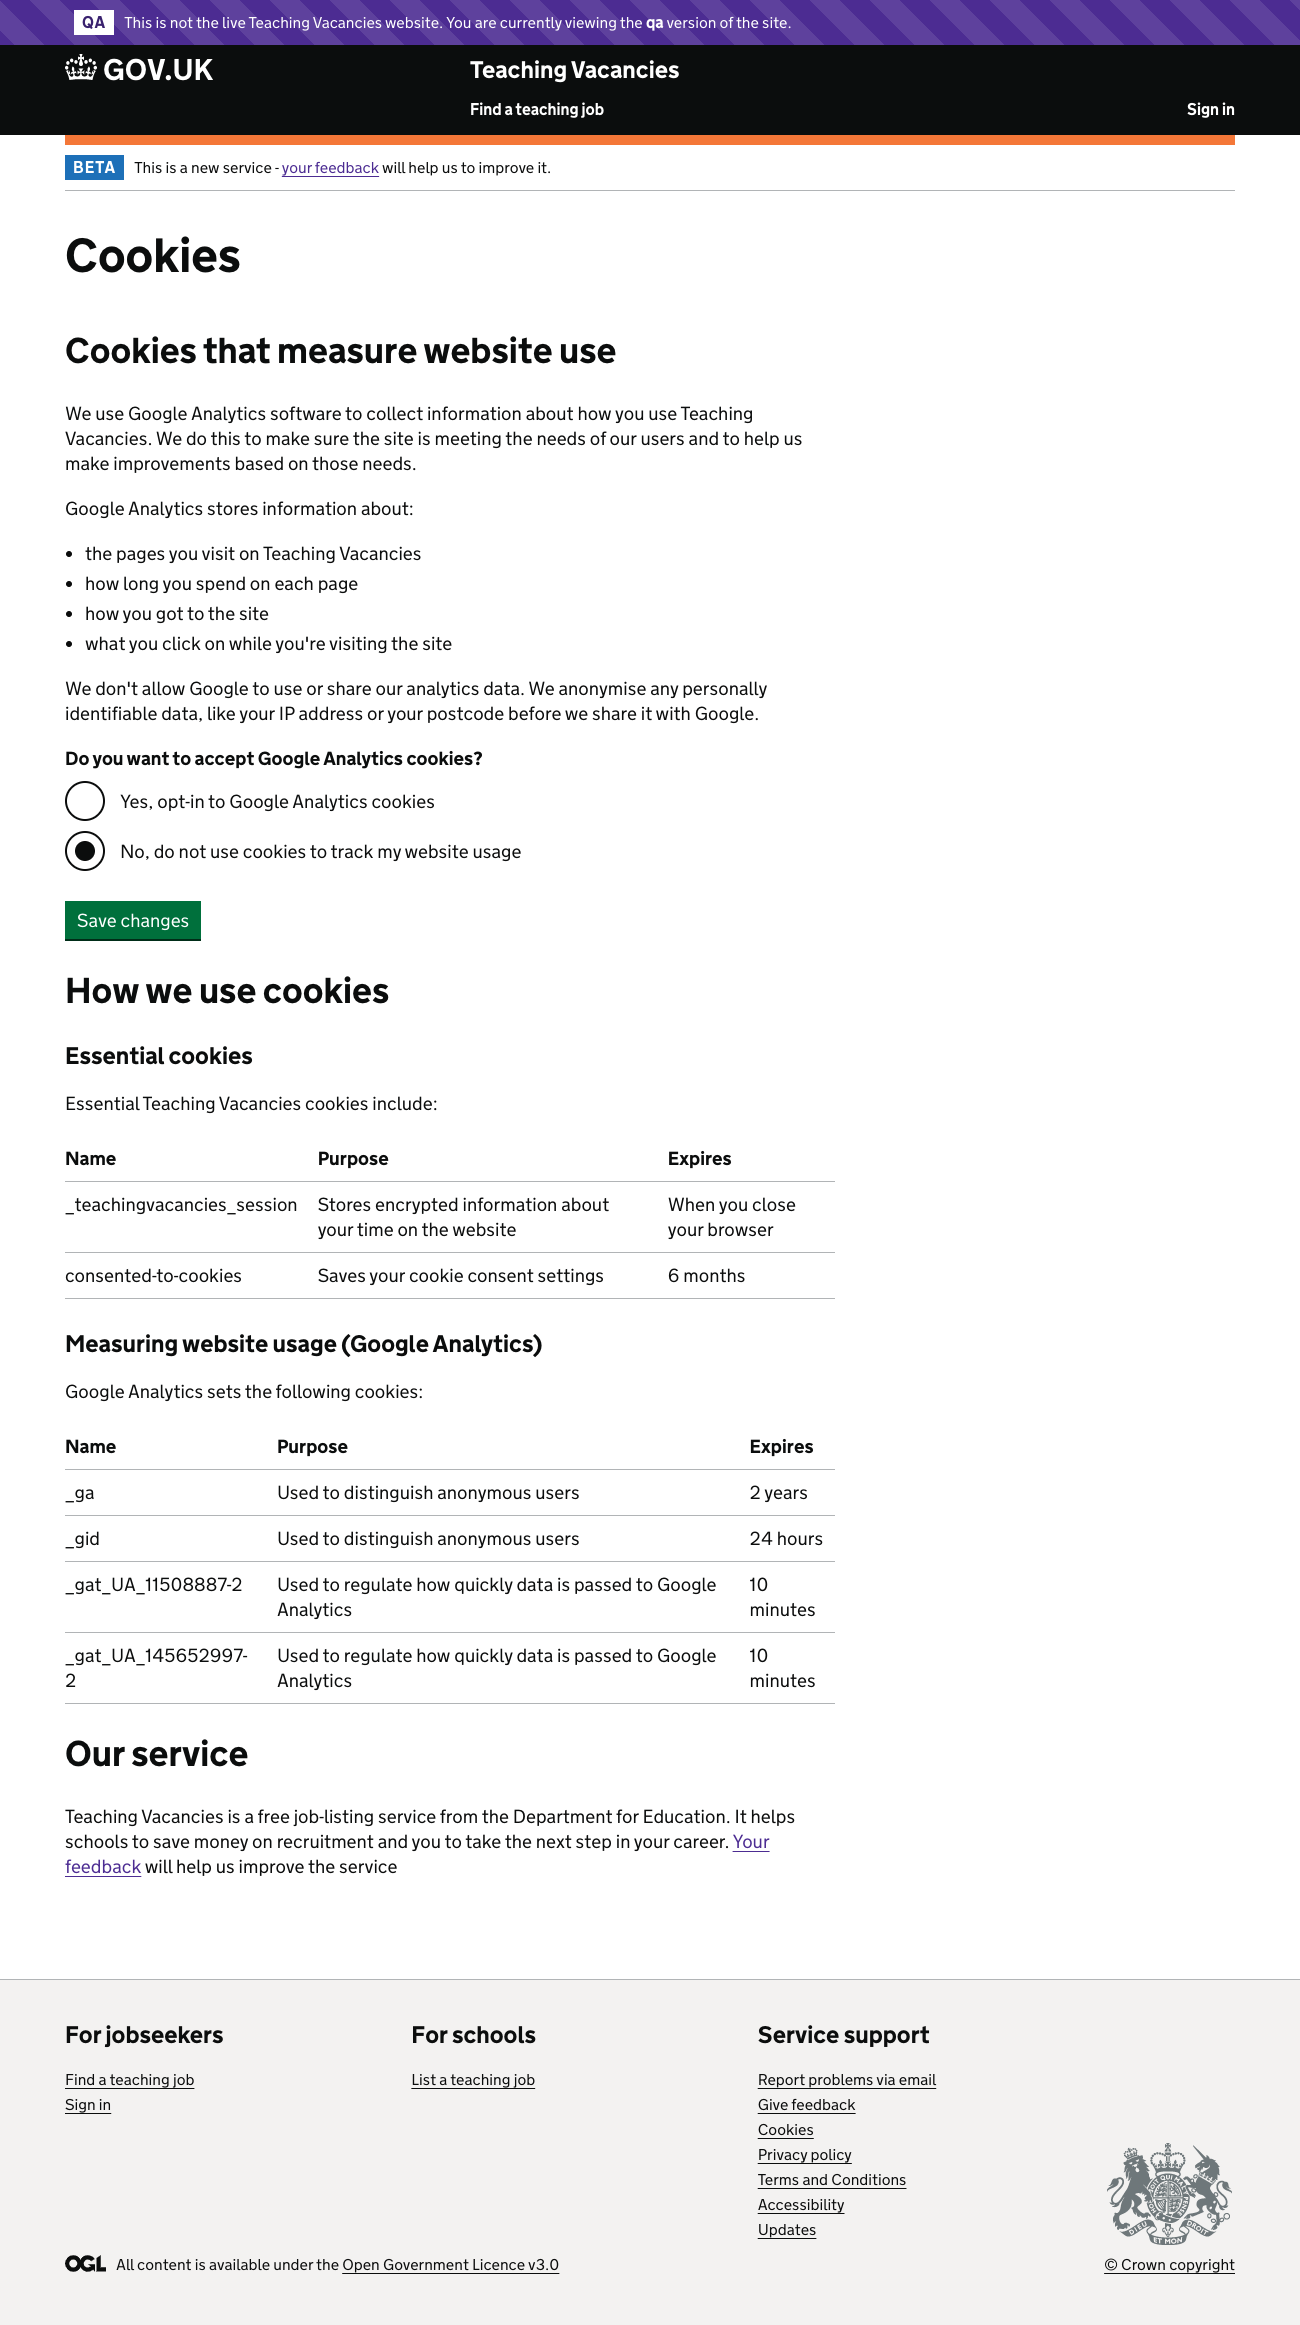 QA This is not the live Teaching Vacancies website. You are currently viewing the qa version of the site.
GOV.UK Teaching Vacancies
Find a teaching job Sign in
BETA This is a new service - your feedback will help us to improve it.
Cookies
Cookies that measure website use
We use Google Analytics software to collect information about how you use Teaching
Vacancies. We do this to make sure the site is meeting the needs of our users and to help us
make improvements based on those needs.
Google Analytics stores information about:
• the pages you visit on Teaching Vacancies
• how long you spend on each page
• how you got to the site
• what you click on while you're visiting the site
We don't allow Google to use or share our analytics data. We anonymise any personally
identifiable data, like your IP address or your postcode before we share it with Google.
Do you want to accept Google Analytics cookies?
Yes, opt-in to Google Analytics cookies
No, do not use cookies to track my website usage
Save changes
How we use cookies
Essential cookies
Essential Teaching Vacancies cookies include:
Name Purpose Expires
_teachingvacancies_session Stores encrypted information about When you close
your time on the website your browser
consented-to-cookies Saves your cookie consent settings 6 months
Measuring website usage (Google Analytics)
Google Analytics sets the following cookies:
Name Purpose Expires
_ga Used to distinguish anonymous users 2 years
_gid Used to distinguish anonymous users 24 hours
_gat_UA_11508887-2 Used to regulate how quickly data is passed to Google 10
Analytics minutes
_gat_UA_145652997- Used to regulate how quickly data is passed to Google 10
2 Analytics minutes
Our service
Teaching Vacancies is a free job-listing service from the Department for Education. It helps
schools to save money on recruitment and you to take the next step in your career. Your
feedback will help us improve the service
For jobseekers
Find a teaching job
Sign in
For schools
List a teaching job
Service support
Report problems via email
Give feedback
Cookies
Privacy policy
Terms and Conditions
Accessibility
Updates
DIEU ET MON DROIT
OGL All content is available under the Open Government Licence v3.0
© Crown copyright